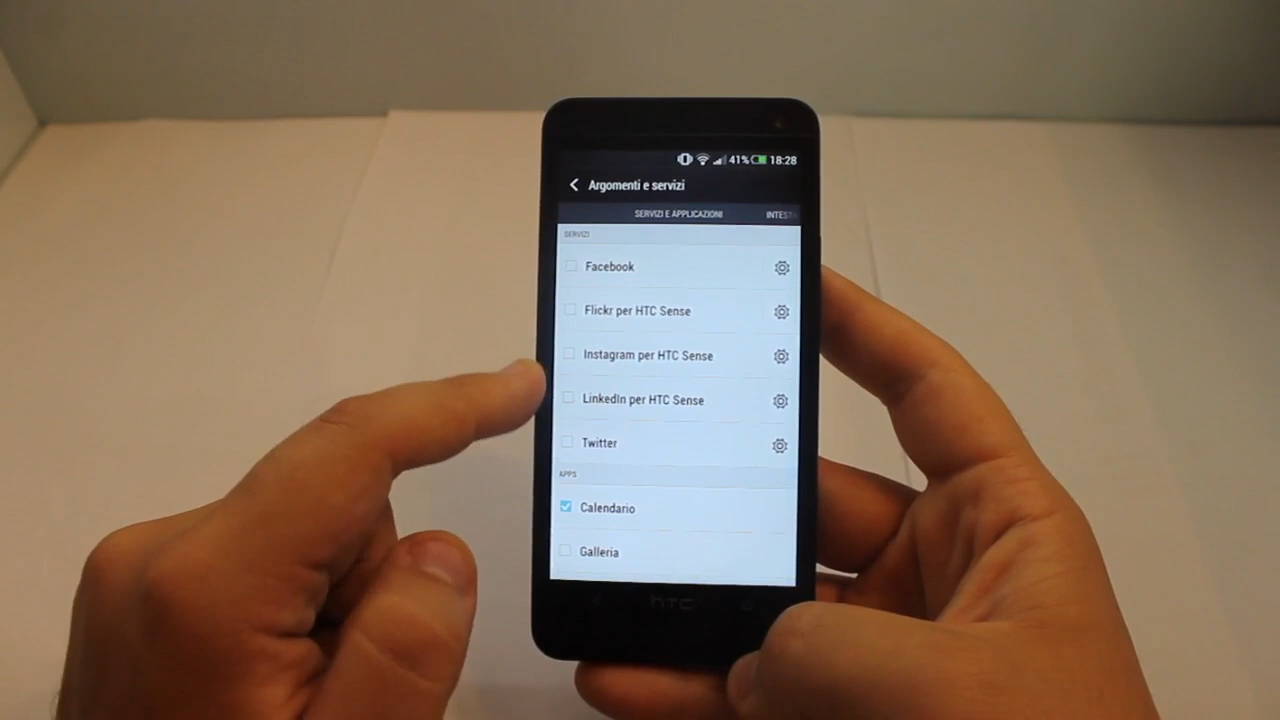 41% 18:28
Argomenti e servizi
SERVIZI E APPLICAZIONI
SERVIZI
Facebook
Flickr per HTC Sense
Instagram per HTC Sense
LinkedIn per HTC Sense
Twitter
APPS
Calendario
Galleria
hTC